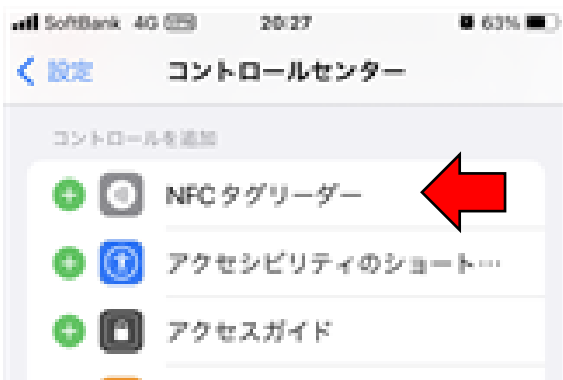 SoftBank 4G 20:27 63%
設定 コントロールセンター
コントロールを追加
NFCタグリーダー
アクセシビリティのショート…
アクセスガイド